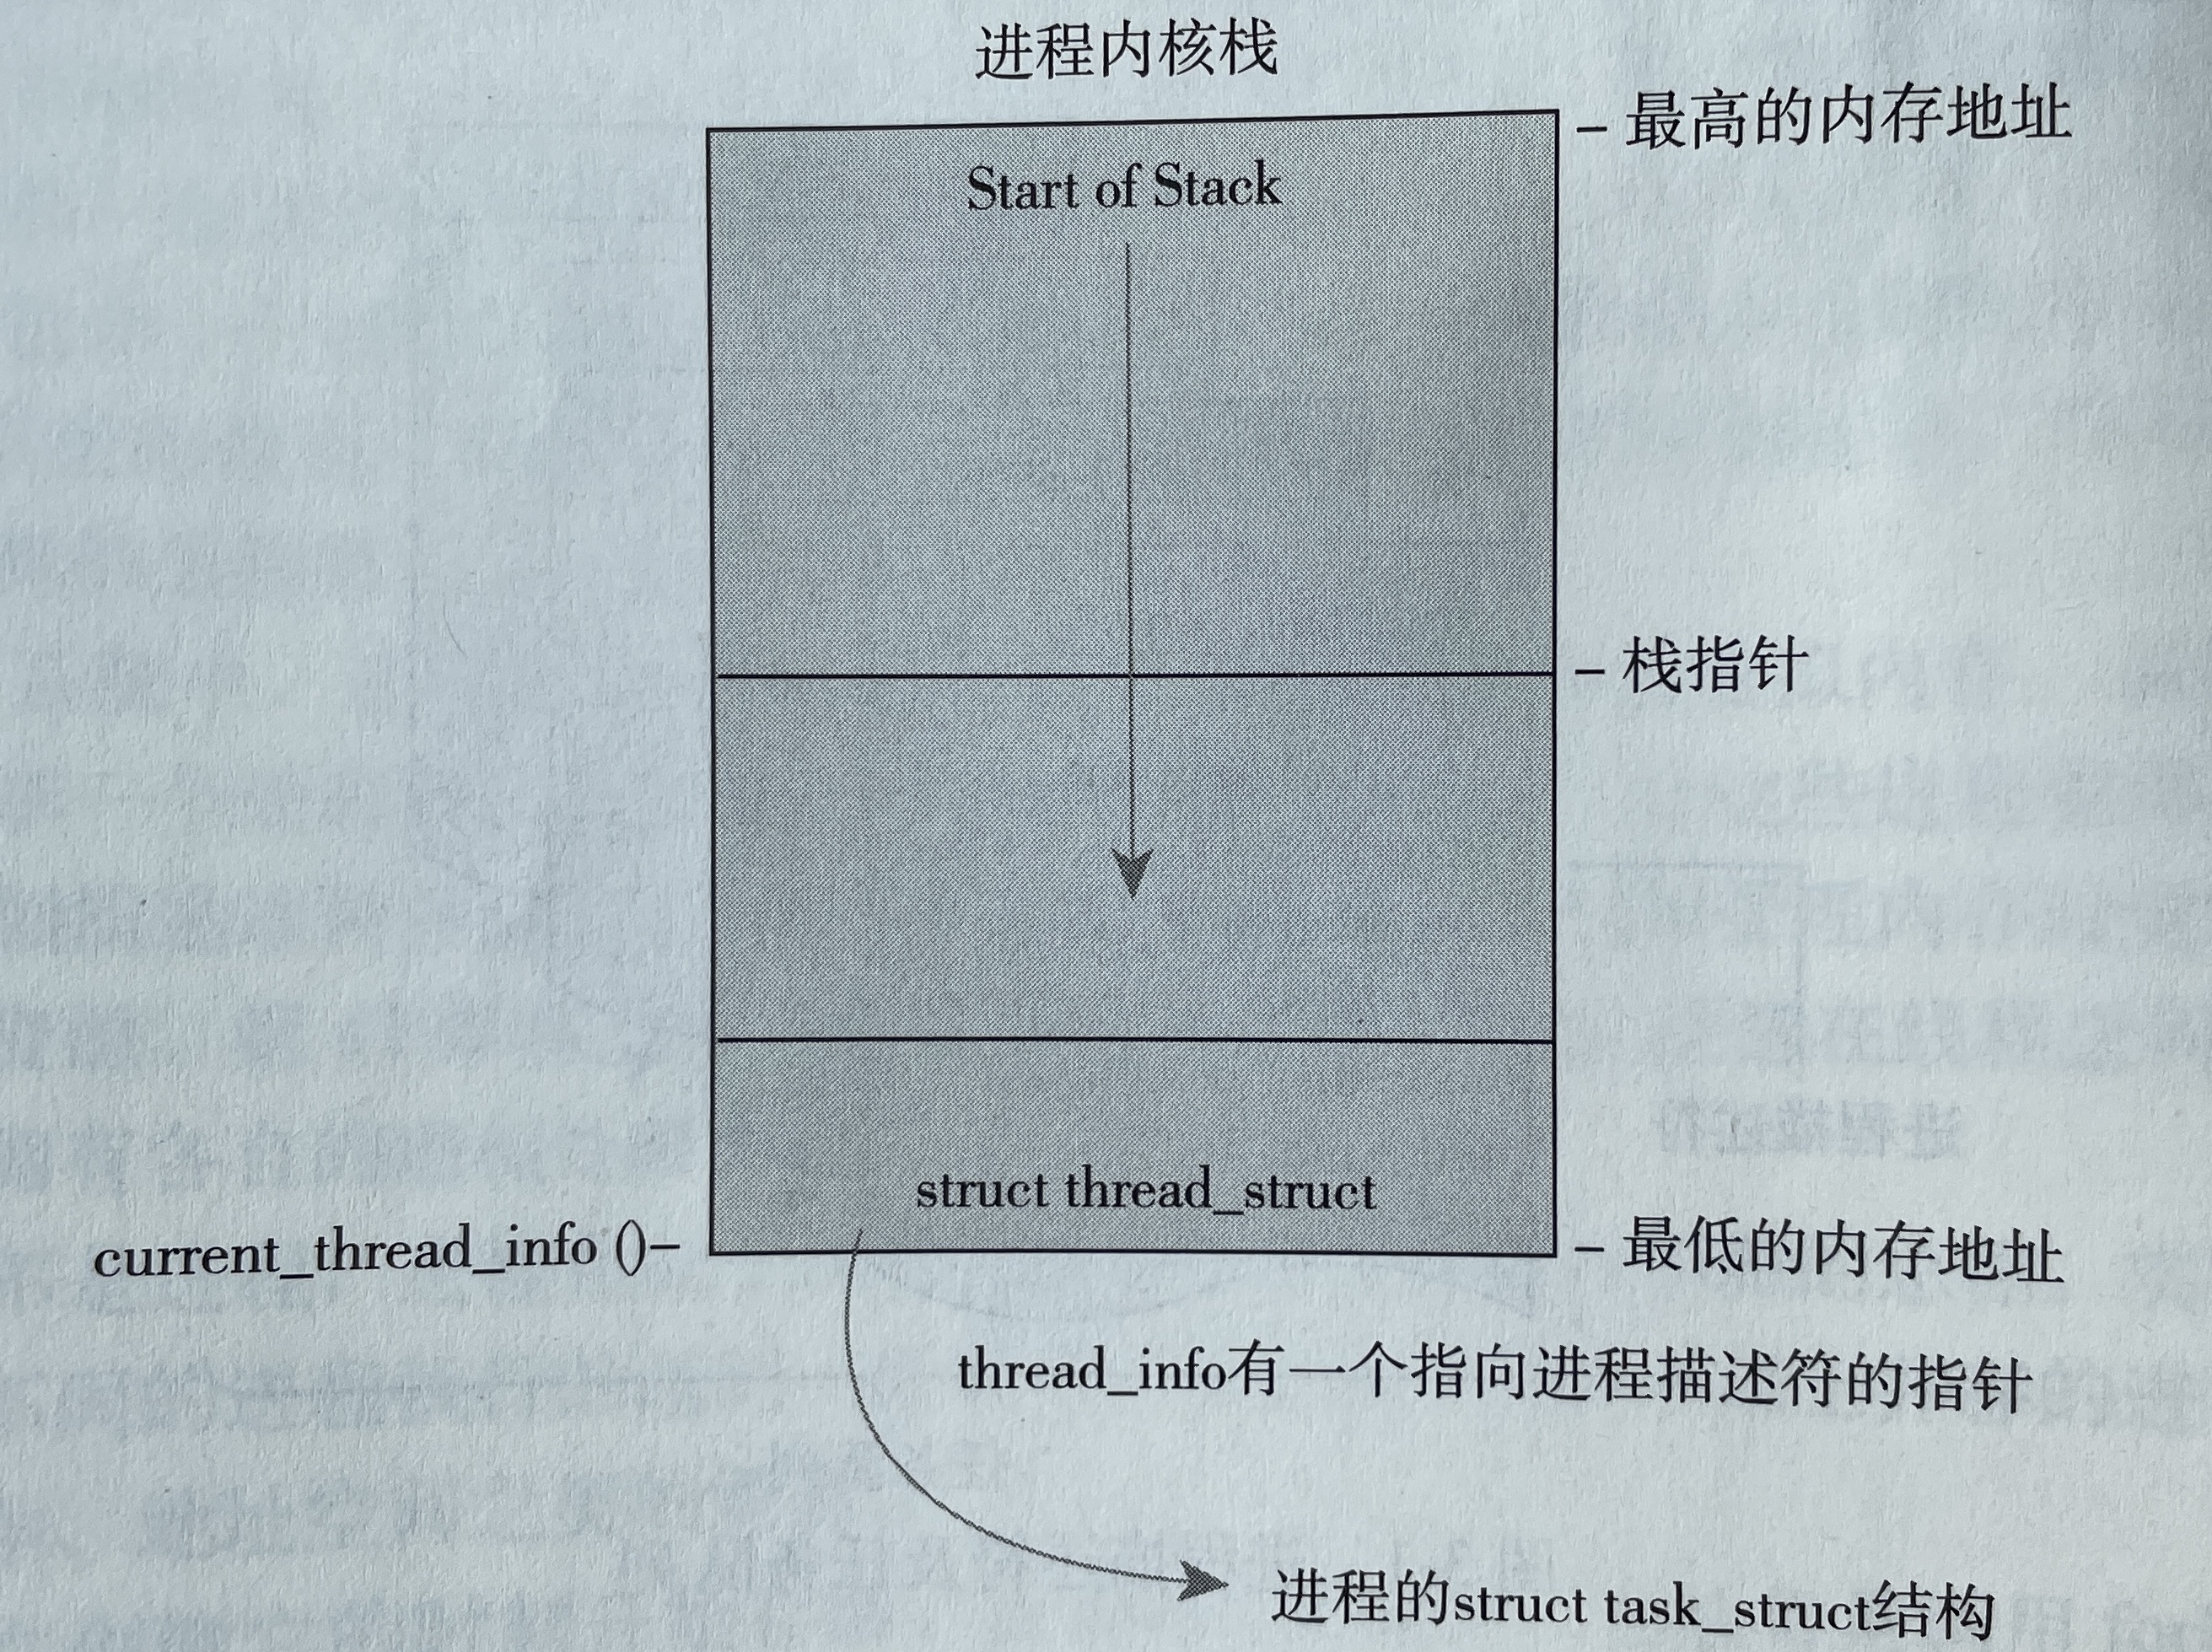 进程内核栈
最高的内存地址
Start of Stack
栈指针
struct thread_struct
current_thread_info ()
最低的内存地址
thread_info有一个指向进程描述符的指针
进程的struct task_struct结构